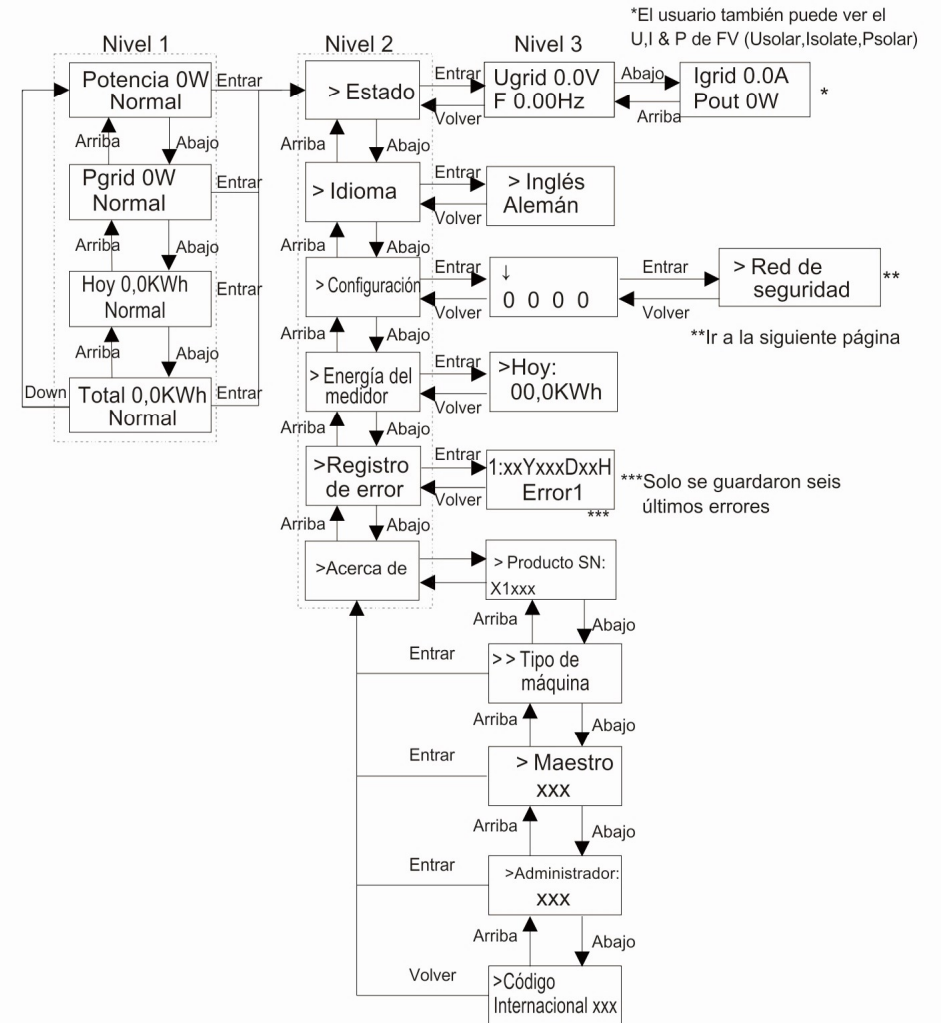 *El usuario también puede ver el
U,I & P de FV (Usolar,Isolate,Psolar)
Nivel 1
Nivel 2
Nivel 3
Potencia 0W
Normal
Entrar
> Estado
Entrar
Volver
Ugrid 0.0V
F 0.00Hz
Abajo
Arriba
Igrid 0.0A
Pout 0W
*
Arriba
Abajo
Arriba
Abajo
Pgrid 0W
Normal
Entrar
> Idioma
Entrar
Volver
> Inglés
Alemán
Arriba
Abajo
Arriba
Abajo
Hoy 0,0KWh
Normal
Entrar
> Configuración
Entrar
Volver
↓
0 0 0 0
Entrar
Volver
> Red de
seguridad
**
**Ir a la siguiente página
Arriba
Abajo
Arriba
Abajo
Down
Total 0,0KWh
Normal
Entrar
> Energía del
medidor
Entrar
Volver
>Hoy:
00,0KWh
Arriba
Abajo
>Registro
de error
Entrar
Volver
1:xxYxxxDxxH
Error1
***
***Solo se guardaron seis
últimos errores
Arriba
Abajo
>Acerca de
> Producto SN:
X1xxx
Arriba
Abajo
Entrar
>> Tipo de
máquina
Arriba
Abajo
Entrar
> Maestro
xxx
Arriba
Abajo
Entrar
>Administrador:
xxx
Arriba
Abajo
Volver
>Código
Internacional xxx